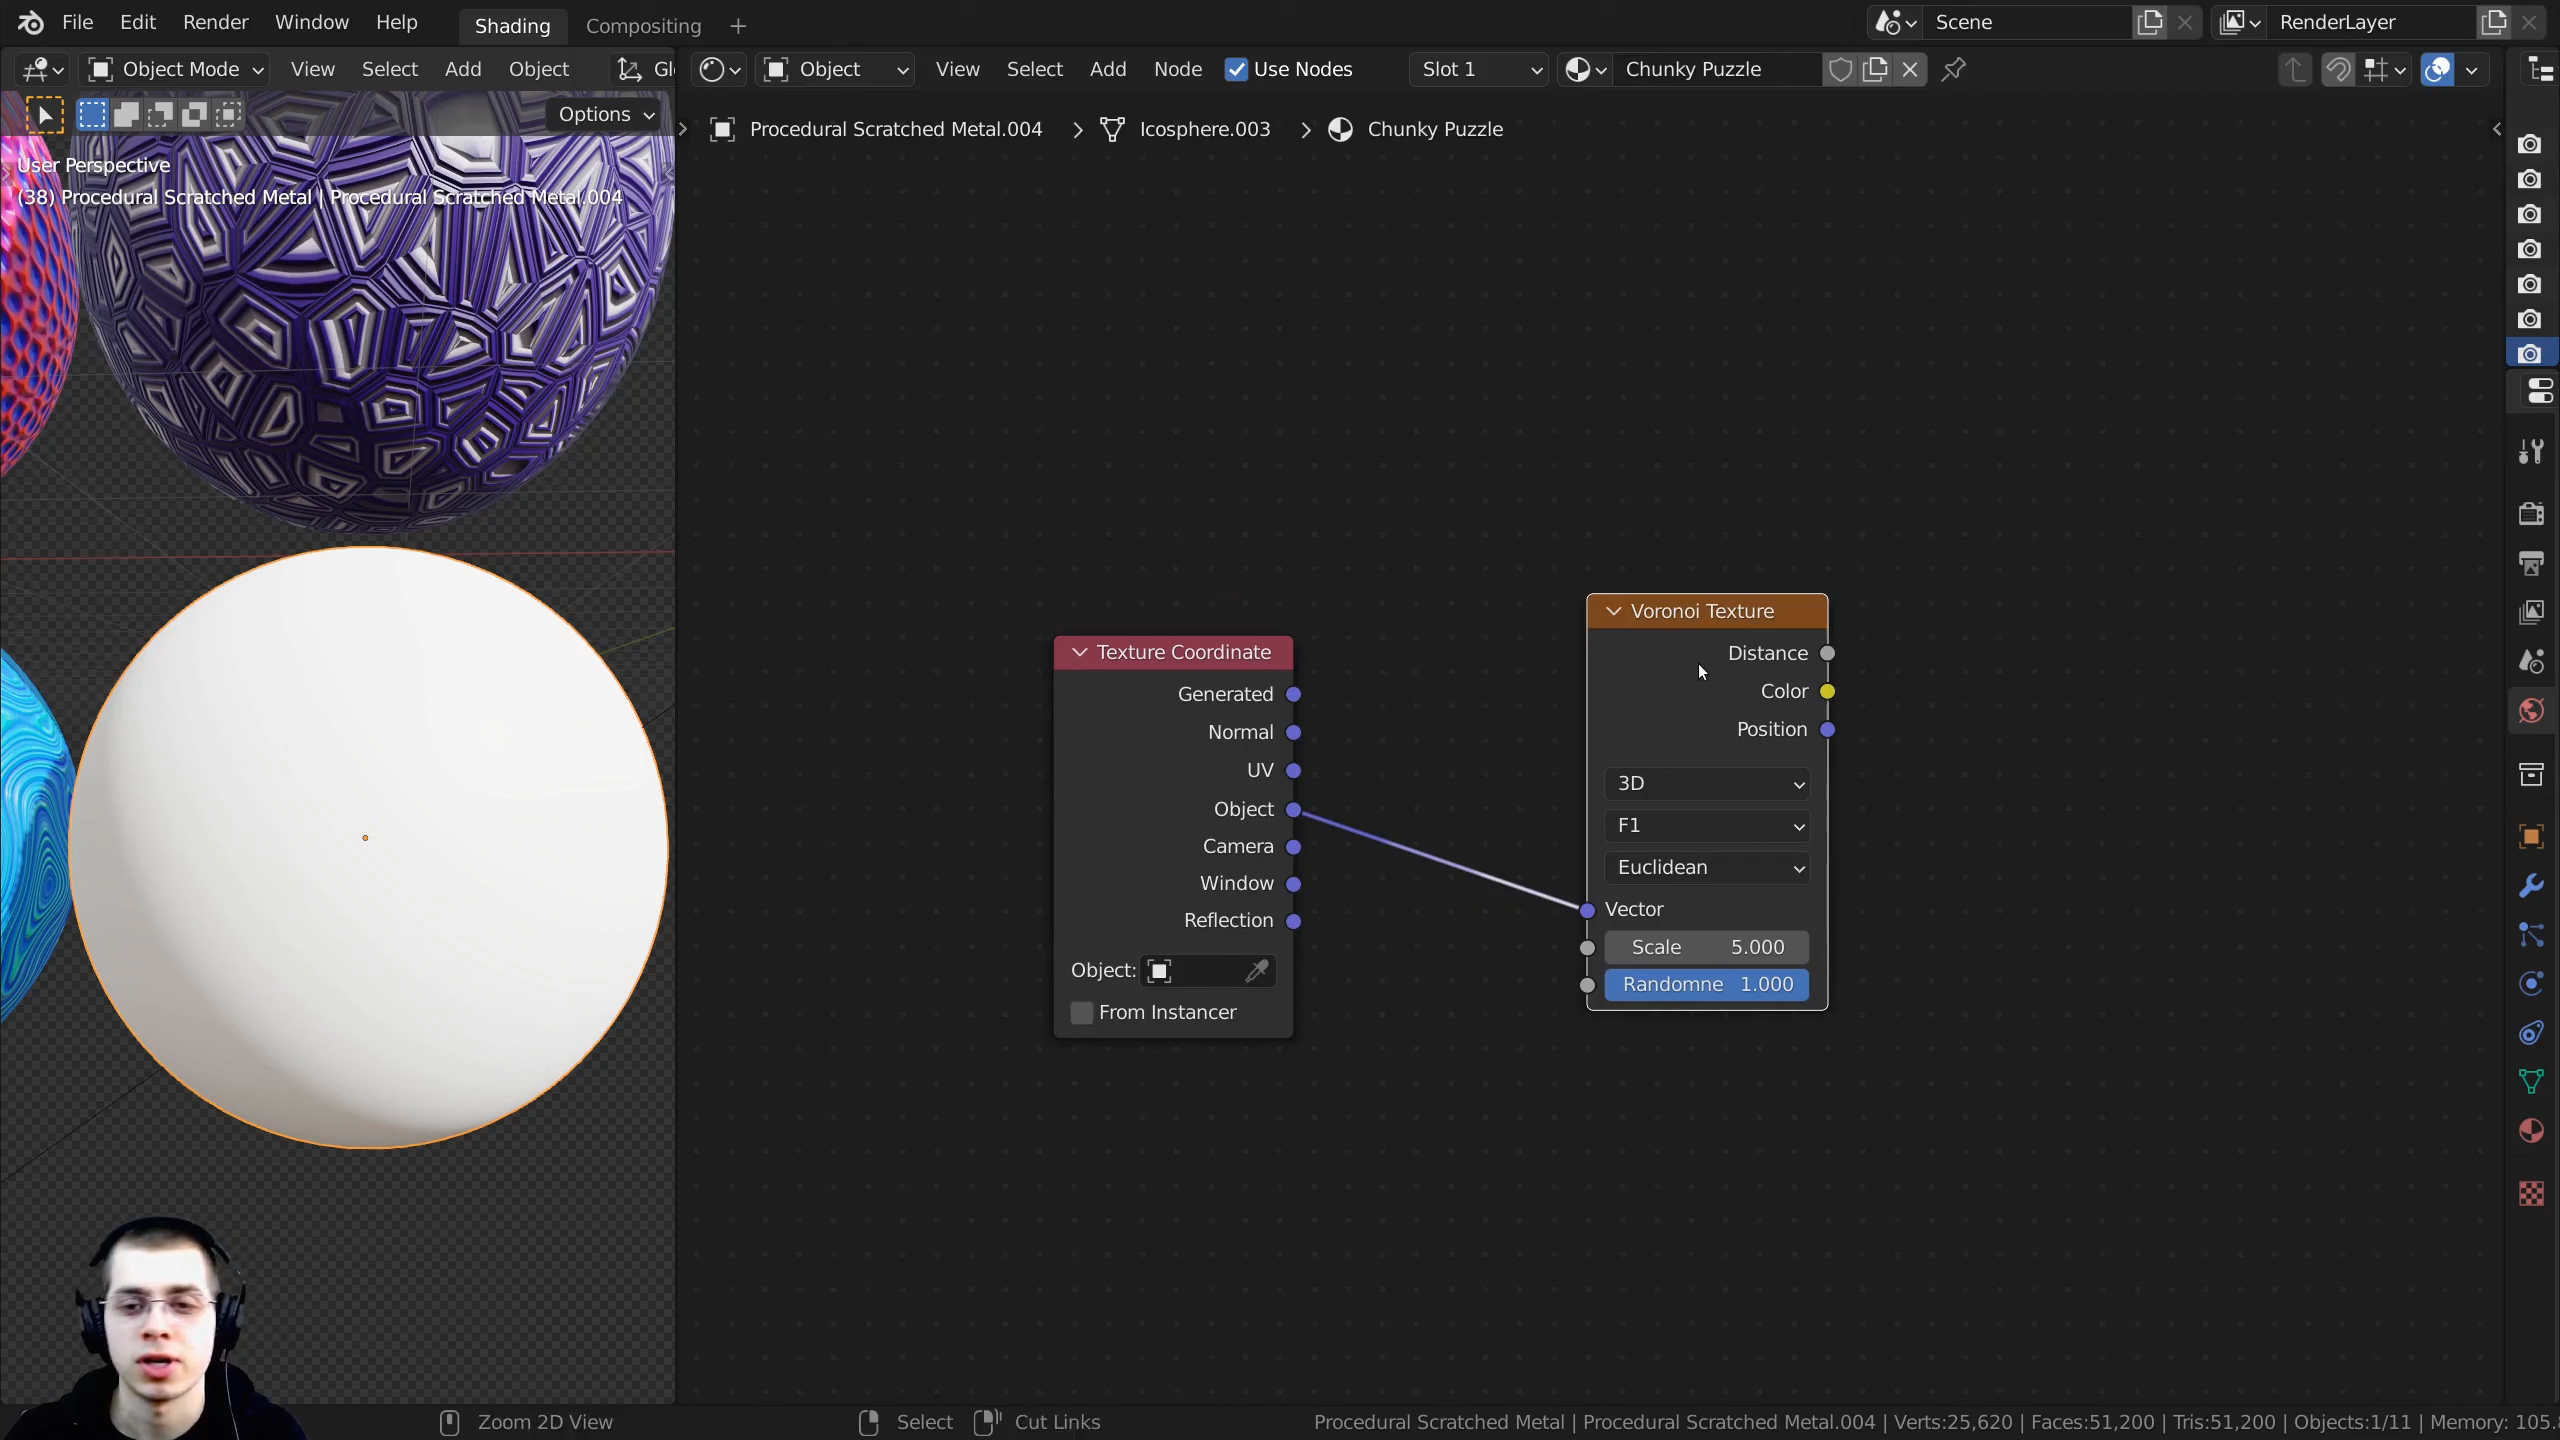 File Edit Render Window Help Shading Compositing + Scene RenderLayer
Object Mode View Select Add Object Gl Object View Select Add Node Use Nodes Slot 1 Chunky Puzzle
Options
Procedural Scratched Metal.004 > Icosphere.003 > Chunky Puzzle
User Perspective
(38) Procedural Scratched Metal | Procedural Scratched Metal.004
Texture Coordinate
Generated
Normal
UV
Object
Camera
Window
Reflection
Object:
From Instancer
Voronoi Texture
Distance
Color
Position
3D
F1
Euclidean
Vector
Scale 5.000
Randomne 1.000
Zoom 2D View Select Cut Links Procedural Scratched Metal | Procedural Scratched Metal.004 | Verts:25,620 | Faces:51,200 | Tris:51,200 | Objects:1/11 | Memory: 105.